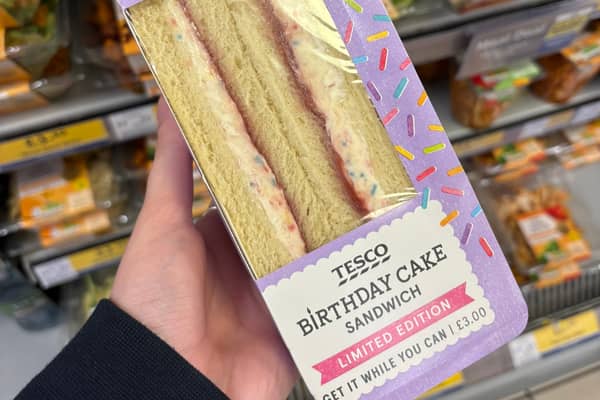 TESCO
BIRTHDAY CAKE
SANDWICH
LIMITED EDITION
GET IT WHILE YOU CAN | £3.00